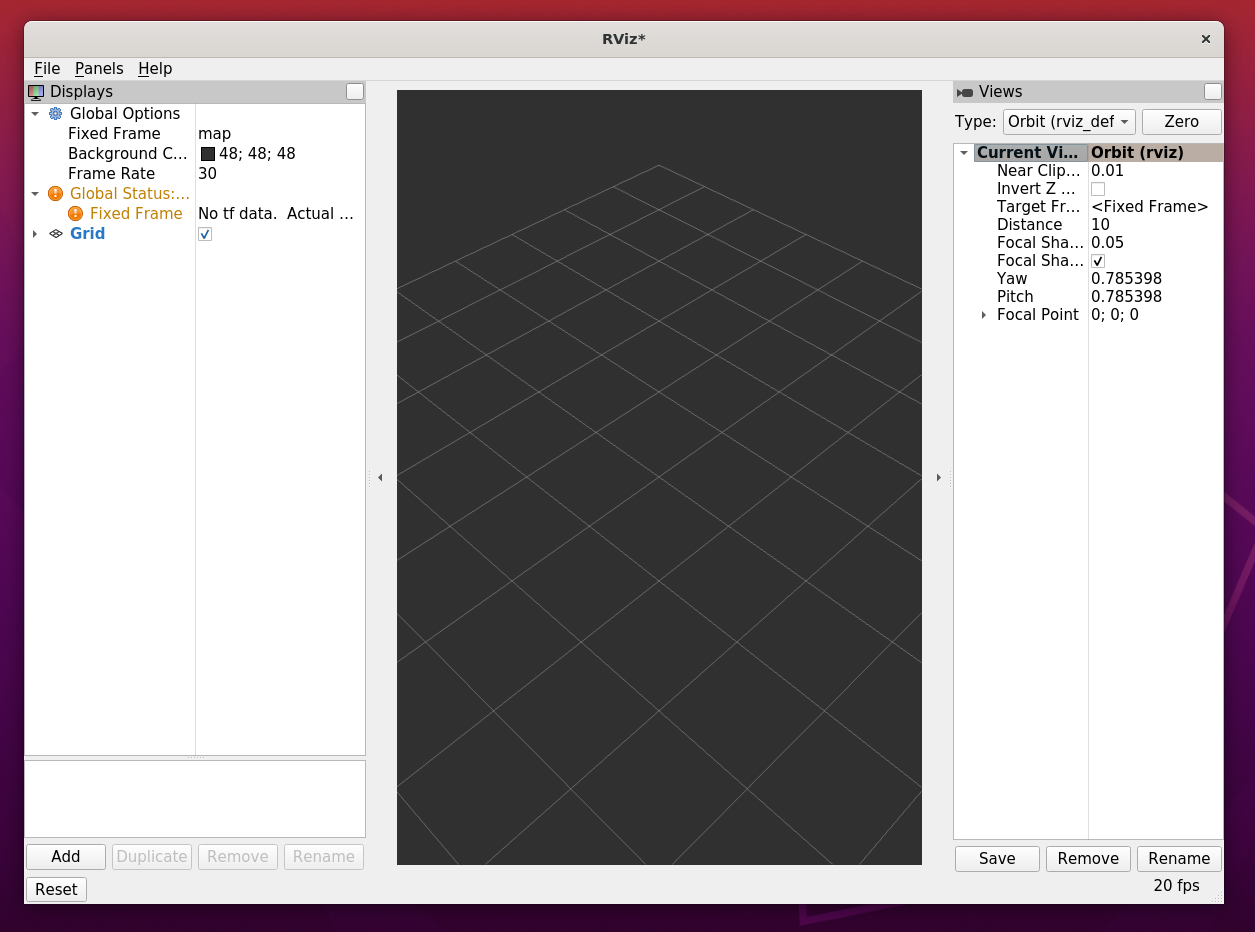 RViz*
×
File Panels Help
Displays
Global Options
Fixed Frame map
Background C... 48; 48; 48
Frame Rate 30
Global Status:...
Fixed Frame No tf data.  Actual ...
Grid
Add Duplicate Remove Rename
Reset
Views
Type: Orbit (rviz_def Zero
Current Vi... Orbit (rviz)
Near Clip... 0.01
Invert Z ...
Target Fr... <Fixed Frame>
Distance 10
Focal Sha... 0.05
Focal Sha...
Yaw 0.785398
Pitch 0.785398
Focal Point 0; 0; 0
Save Remove Rename
20 fps